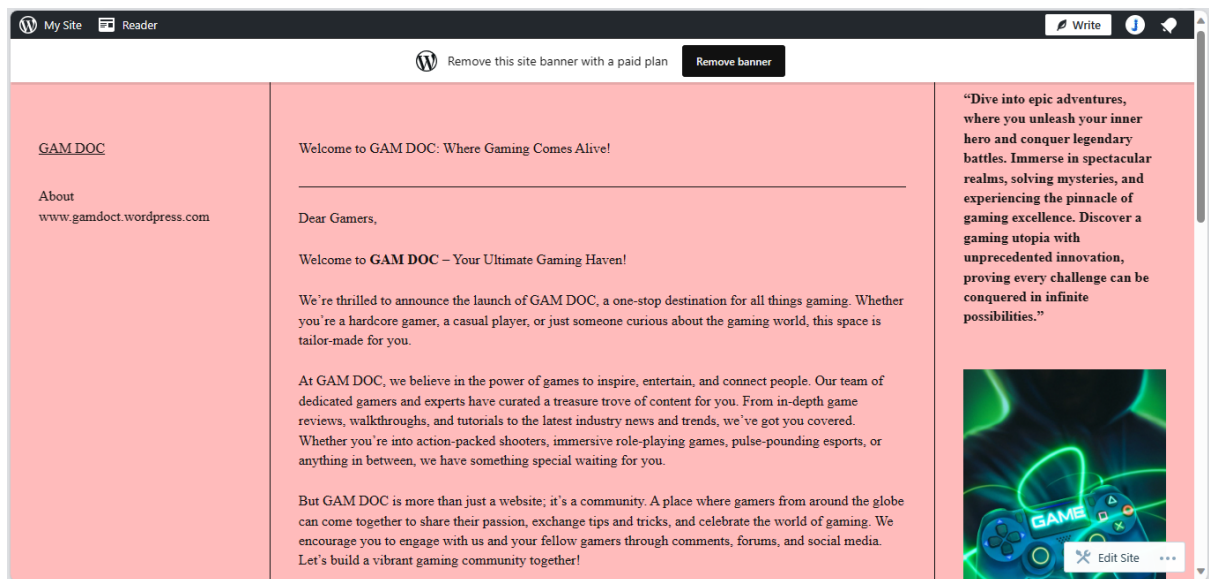 My Site
Reader
Write
Remove this site banner with a paid plan
Remove banner
GAM DOC
About
www.gamdoct.wordpress.com
Welcome to GAM DOC: Where Gaming Comes Alive!
Dear Gamers,
Welcome to GAM DOC – Your Ultimate Gaming Haven!
We’re thrilled to announce the launch of GAM DOC, a one-stop destination for all things gaming. Whether
you’re a hardcore gamer, a casual player, or just someone curious about the gaming world, this space is
tailor-made for you.
At GAM DOC, we believe in the power of games to inspire, entertain, and connect people. Our team of
dedicated gamers and experts have curated a treasure trove of content for you. From in-depth game
reviews, walkthroughs, and tutorials to the latest industry news and trends, we’ve got you covered.
Whether you’re into action-packed shooters, immersive role-playing games, pulse-pounding esports, or
anything in between, we have something special waiting for you.
But GAM DOC is more than just a website; it’s a community. A place where gamers from around the globe
can come together to share their passion, exchange tips and tricks, and celebrate the world of gaming. We
encourage you to engage with us and your fellow gamers through comments, forums, and social media.
Let’s build a vibrant gaming community together!
“Dive into epic adventures,
where you unleash your inner
hero and conquer legendary
battles. Immerse in spectacular
realms, solving mysteries, and
experiencing the pinnacle of
gaming excellence. Discover a
gaming utopia with
unprecedented innovation,
proving every challenge can be
conquered in infinite
possibilities.”
GAME
Edit Site